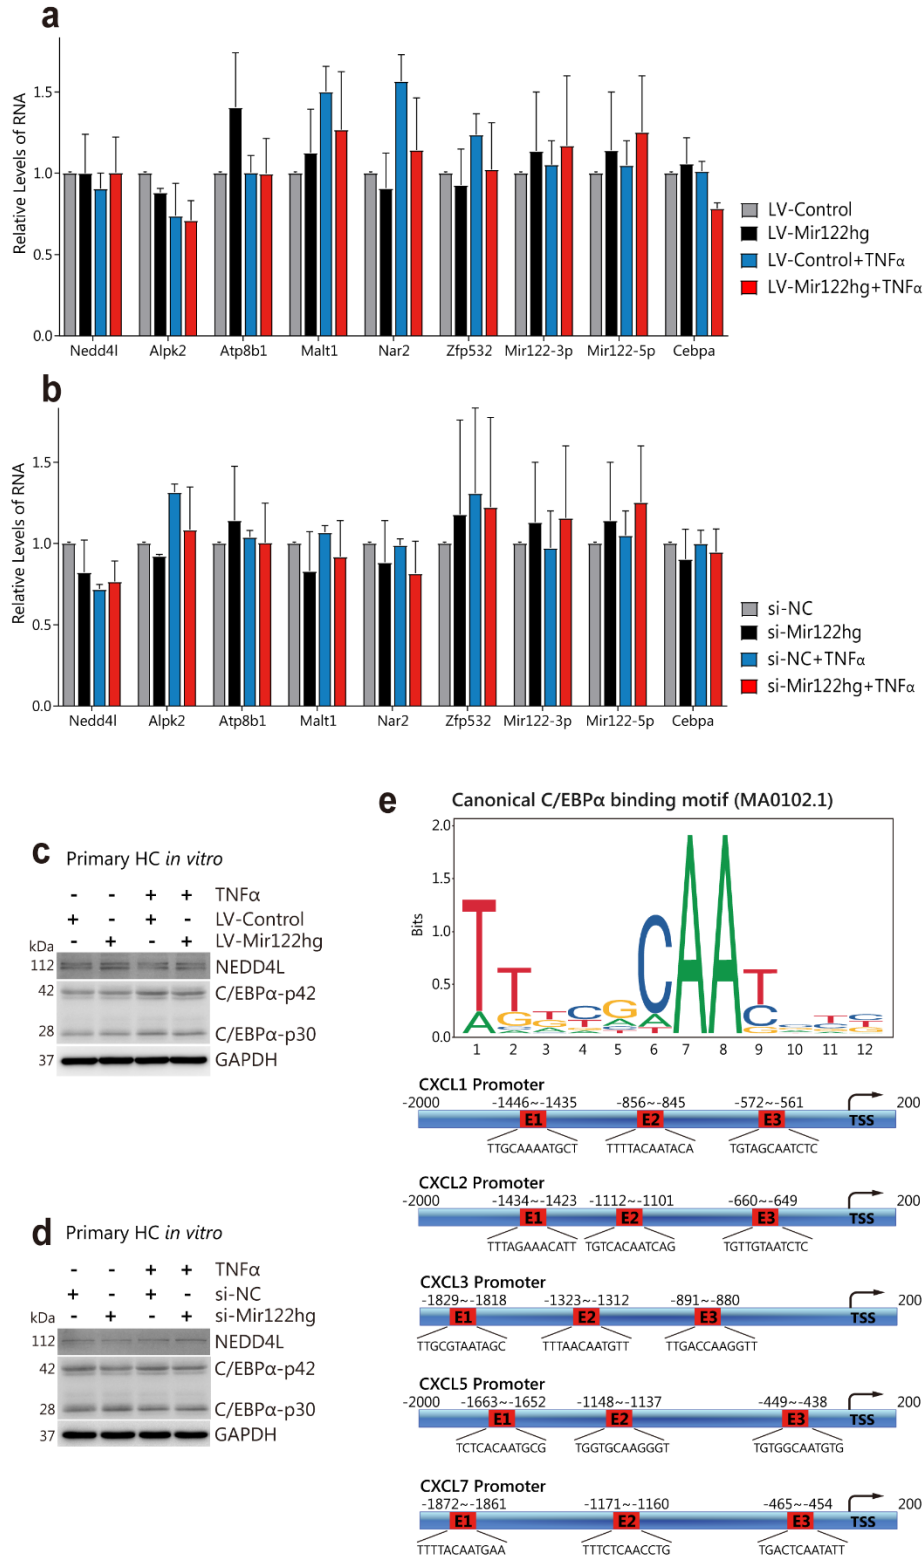 a
Relative Levels of RNA
1.5
1.0
0.5
0.0
Nedd4l Alpk2 Atp8b1 Malt1 Nar2 Zfp532 Mir122-3p Mir122-5p Cebpa
LV-Control
LV-Mir122hg
LV-Control+TNFα
LV-Mir122hg+TNFα
b
Relative Levels of RNA
1.5
1.0
0.5
0.0
Nedd4l Alpk2 Atp8b1 Malt1 Nar2 Zfp532 Mir122-3p Mir122-5p Cebpa
si-NC
si-Mir122hg
si-NC+TNFα
si-Mir122hg+TNFα
c
Primary HC in vitro
- - + + TNFα
+ - + - LV-Control
- + - + LV-Mir122hg
kDa
112 NEDD4L
42 C/EBPα-p42
28 C/EBPα-p30
37 GAPDH
d
Primary HC in vitro
- - + + TNFα
+ - + - si-NC
- + - + si-Mir122hg
kDa
112 NEDD4L
42 C/EBPα-p42
28 C/EBPα-p30
37 GAPDH
e
Canonical C/EBPα binding motif (MA0102.1)
Bits
2.0
1.5
1.0
0.5
0.0
1 2 3 4 5 6 7 8 9 10 11 12
CXCL1 Promoter
-2000 -1446~-1435 -856~-845 -572~-561 200
E1 E2 E3 TSS
TTGCAAAATGCT TTTTACAATACA TGTAGCAATCTC
CXCL2 Promoter
-2000 -1434~-1423 -1112~-1101 -660~-649 200
E1 E2 E3 TSS
TTTAGAAACATT TGTCACAATCAG TGTTGTAATCTC
CXCL3 Promoter
-1829~-1818 -1323~-1312 -891~-880 200
E1 E2 E3 TSS
TTGCGTAATAGC TTTAACAATGTT TTGACCAAGGTT
CXCL5 Promoter
-2000 -1663~-1652 -1148~-1137 -449~-438 200
E1 E2 E3 TSS
TCTCACAATGCG TGGTGCAAGGGT TGTGGCAATGTG
CXCL7 Promoter
-1872~-1861 -1171~-1160 -465~-454 200
E1 E2 E3 TSS
TTTTACAATGAA TTTCTCAACCTG TGACTCAATATT